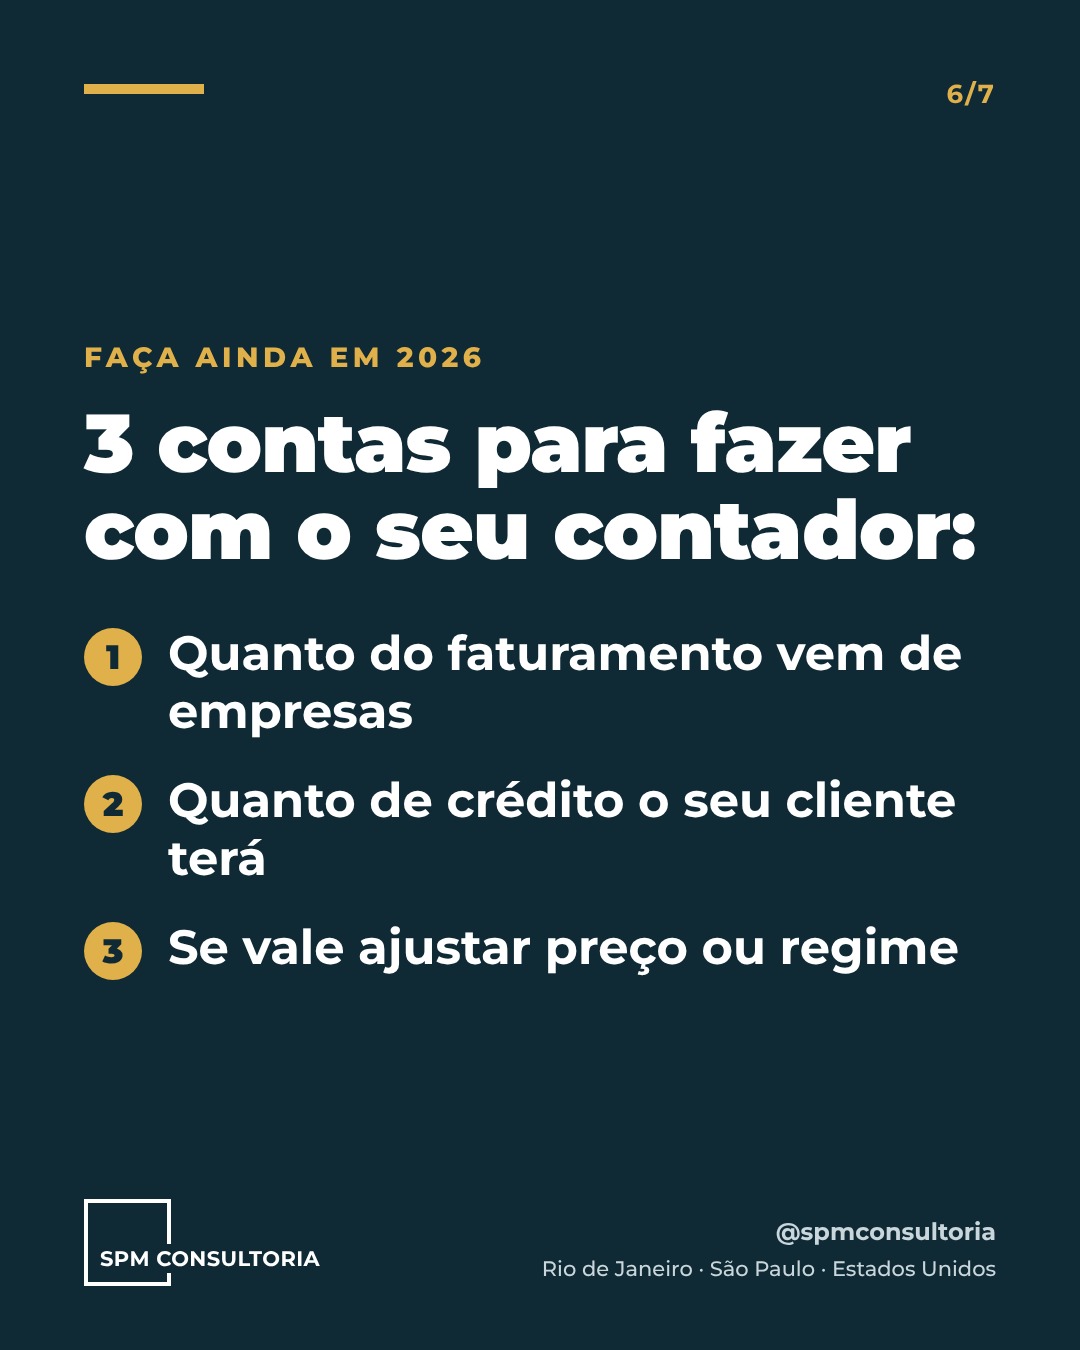 6/7
FAÇA AINDA EM 2026
3 contas para fazer
com o seu contador:
1 Quanto do faturamento vem de
empresas
2 Quanto de crédito o seu cliente
terá
3 Se vale ajustar preço ou regime
SPM CONSULTORIA
@spmconsultoria
Rio de Janeiro · São Paulo · Estados Unidos